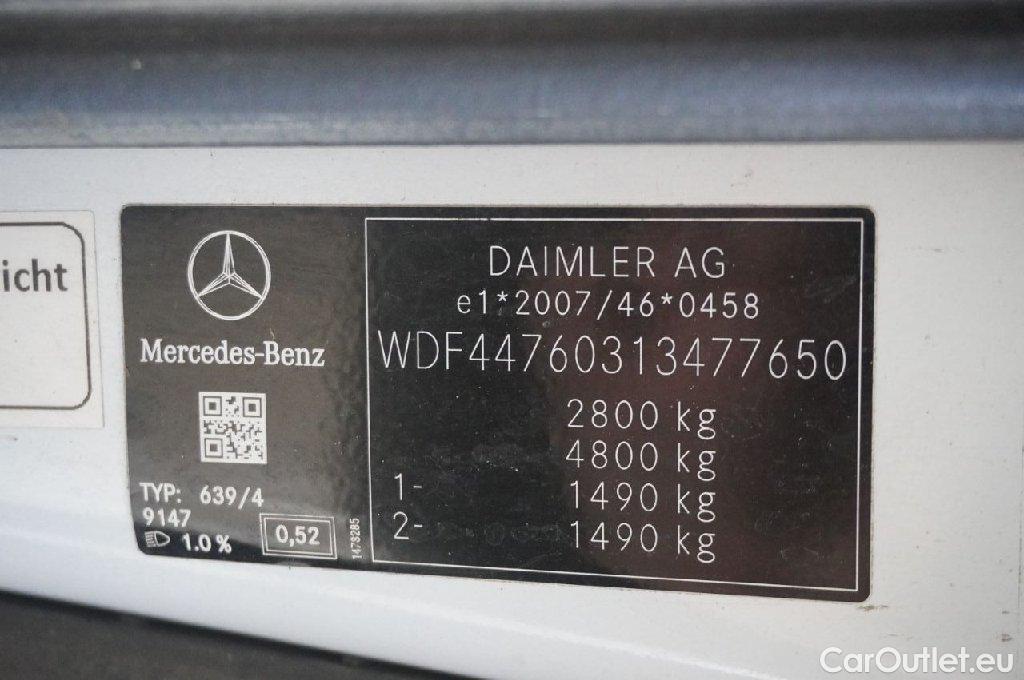 icht
Mercedes-Benz
TYP: 639/4
9147
1.0 %
0,52
1473285
DAIMLER AG
e1*2007/46*0458
WDF44760313477650
2800 kg
4800 kg
1- 1490 kg
2- 1490 kg
CarOutlet.eu